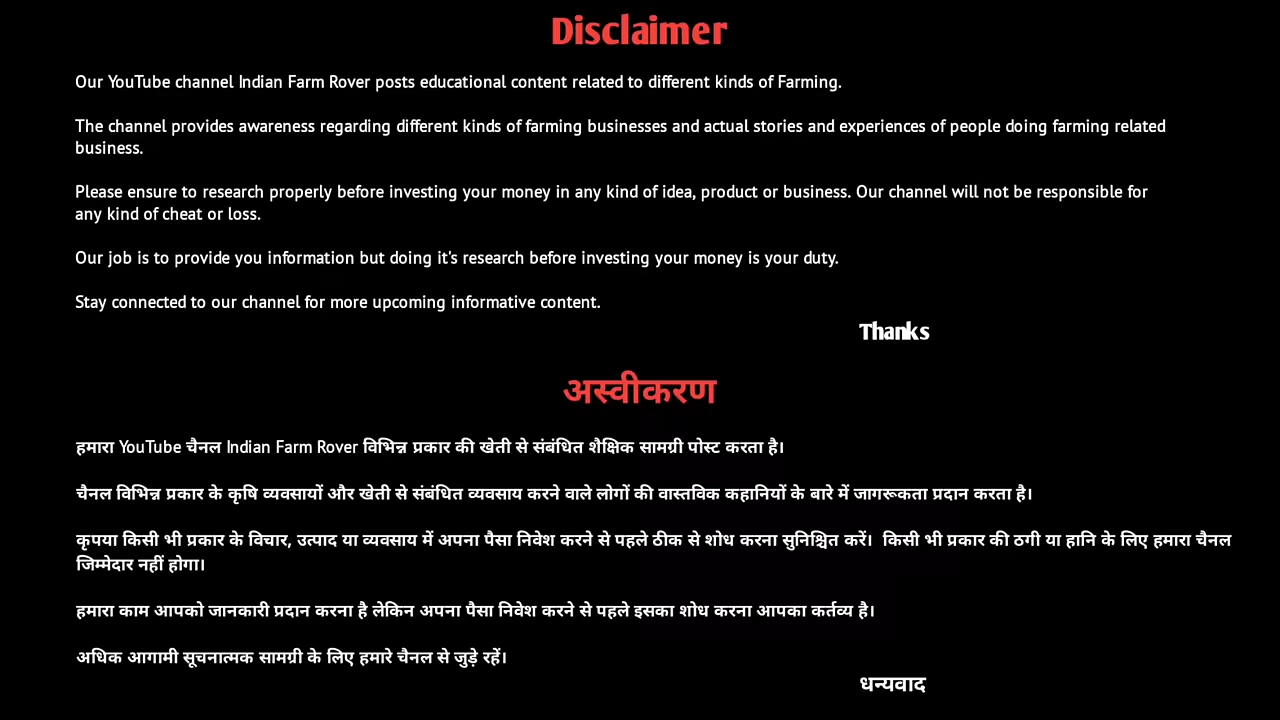 Disclaimer
Our YouTube channel Indian Farm Rover posts educational content related to different kinds of Farming.
The channel provides awareness regarding different kinds of farming businesses and actual stories and experiences of people doing farming related
business.
Please ensure to research properly before investing your money in any kind of idea, product or business. Our channel will not be responsible for
any kind of cheat or loss.
Our job is to provide you information but doing it's research before investing your money is your duty.
Stay connected to our channel for more upcoming informative content.
Thanks
अस्वीकरण
हमारा YouTube चैनल Indian Farm Rover विभिन्न प्रकार की खेती से संबंधित शैक्षिक सामग्री पोस्ट करता है।
चैनल विभिन्न प्रकार के कृषि व्यवसायों और खेती से संबंधित व्यवसाय करने वाले लोगों की वास्तविक कहानियों के बारे में जागरूकता प्रदान करता है।
कृपया किसी भी प्रकार के विचार, उत्पाद या व्यवसाय में अपना पैसा निवेश करने से पहले ठीक से शोध करना सुनिश्चित करें। किसी भी प्रकार की ठगी या हानि के लिए हमारा चैनल
जिम्मेदार नहीं होगा।
हमारा काम आपको जानकारी प्रदान करना है लेकिन अपना पैसा निवेश करने से पहले इसका शोध करना आपका कर्तव्य है।
अधिक आगामी सूचनात्मक सामग्री के लिए हमारे चैनल से जुड़े रहें।
धन्यवाद